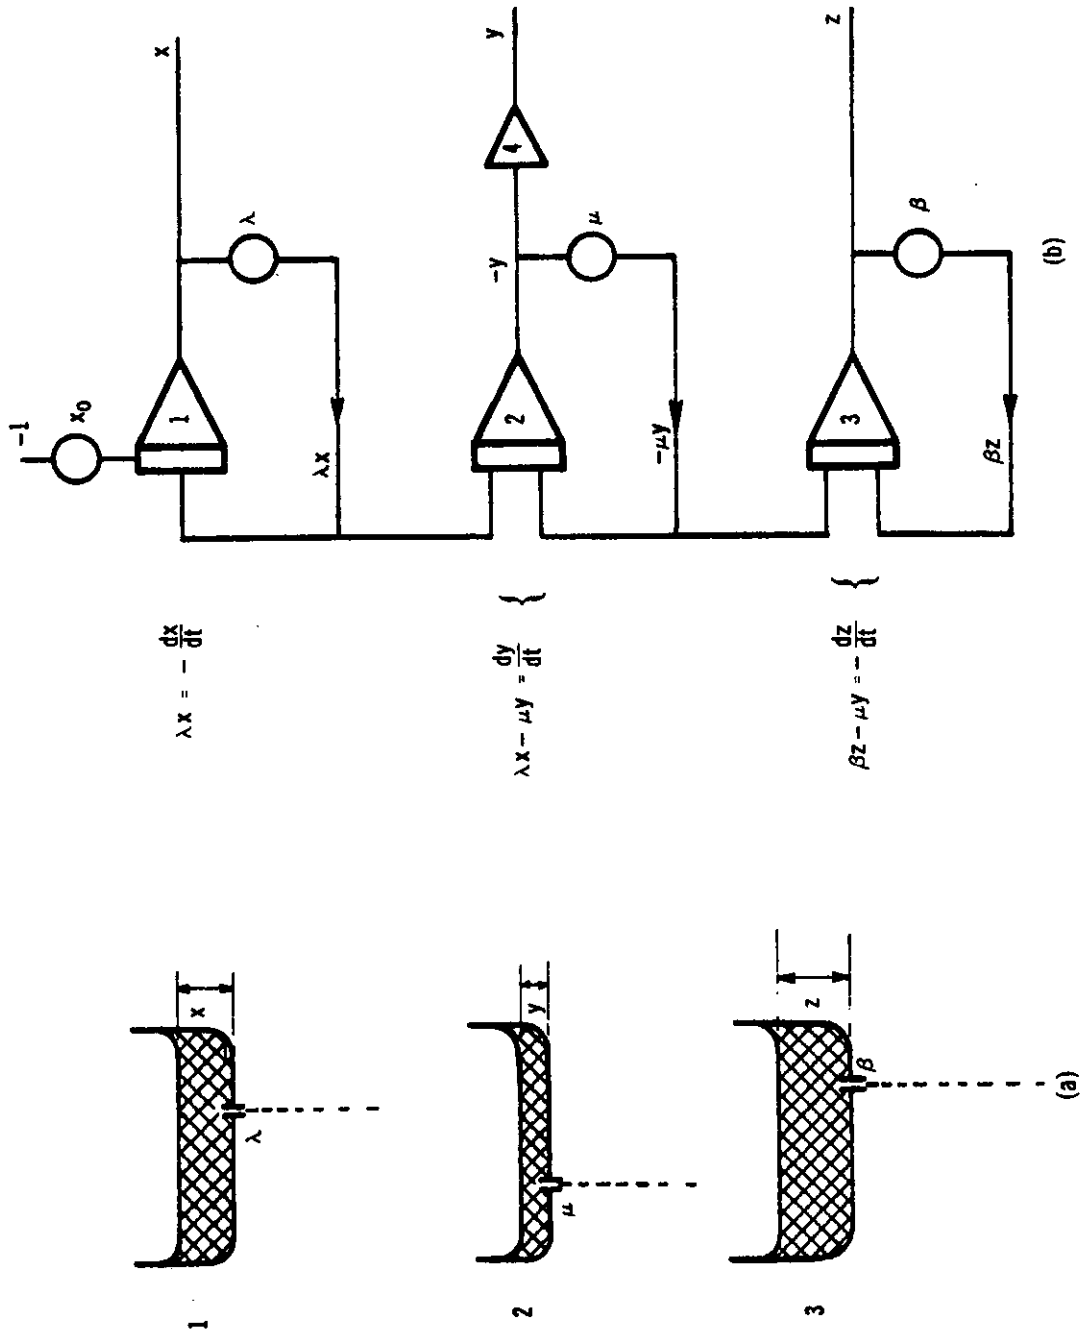 1
x
λ
2
y
μ
3
z
β
(a)
λx = - dx/dt
λx - μy = dy/dt {
βz - μy = - dz/dt {
-1
x₀
1
x
λ
λx
2
-y
4
y
μ
-μy
3
z
β
βz
(b)